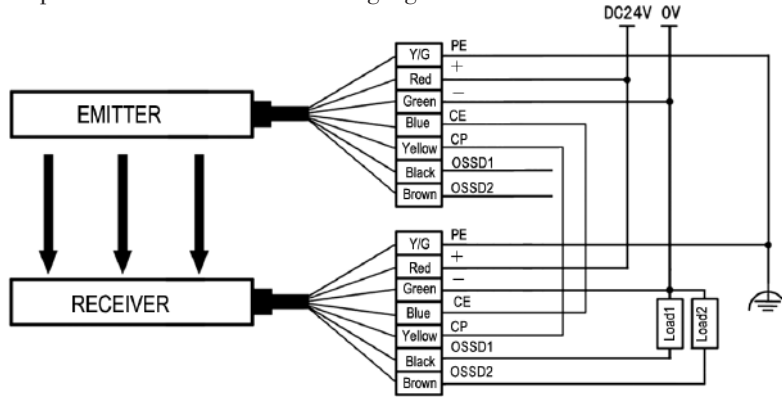 DC24V 0V
EMITTER
Y/G PE
Red +
Green −
Blue CE
Yellow CP
Black OSSD1
Brown OSSD2
RECEIVER
Y/G PE
Red +
Green −
Blue CE
Yellow CP
Black OSSD1
Brown OSSD2
Load1
Load2